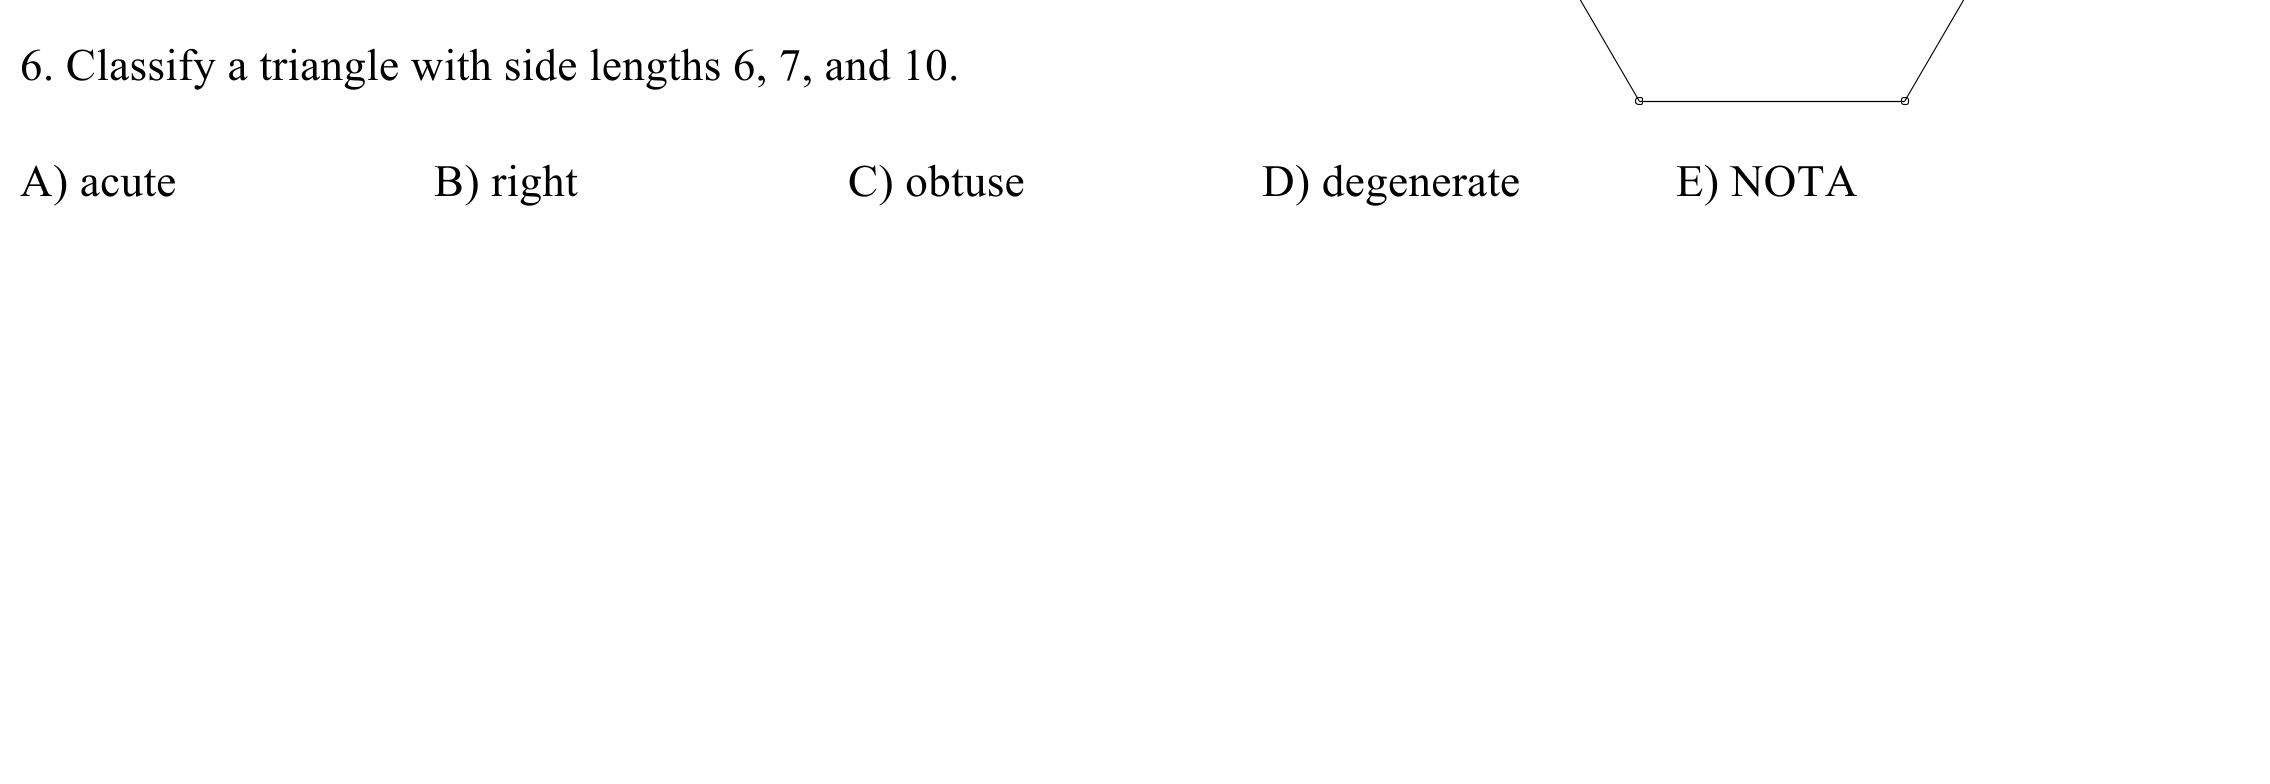 6. Classify a triangle with side lengths 6, 7, and 10.
A) acute B) right C) obtuse D) degenerate E) NOTA